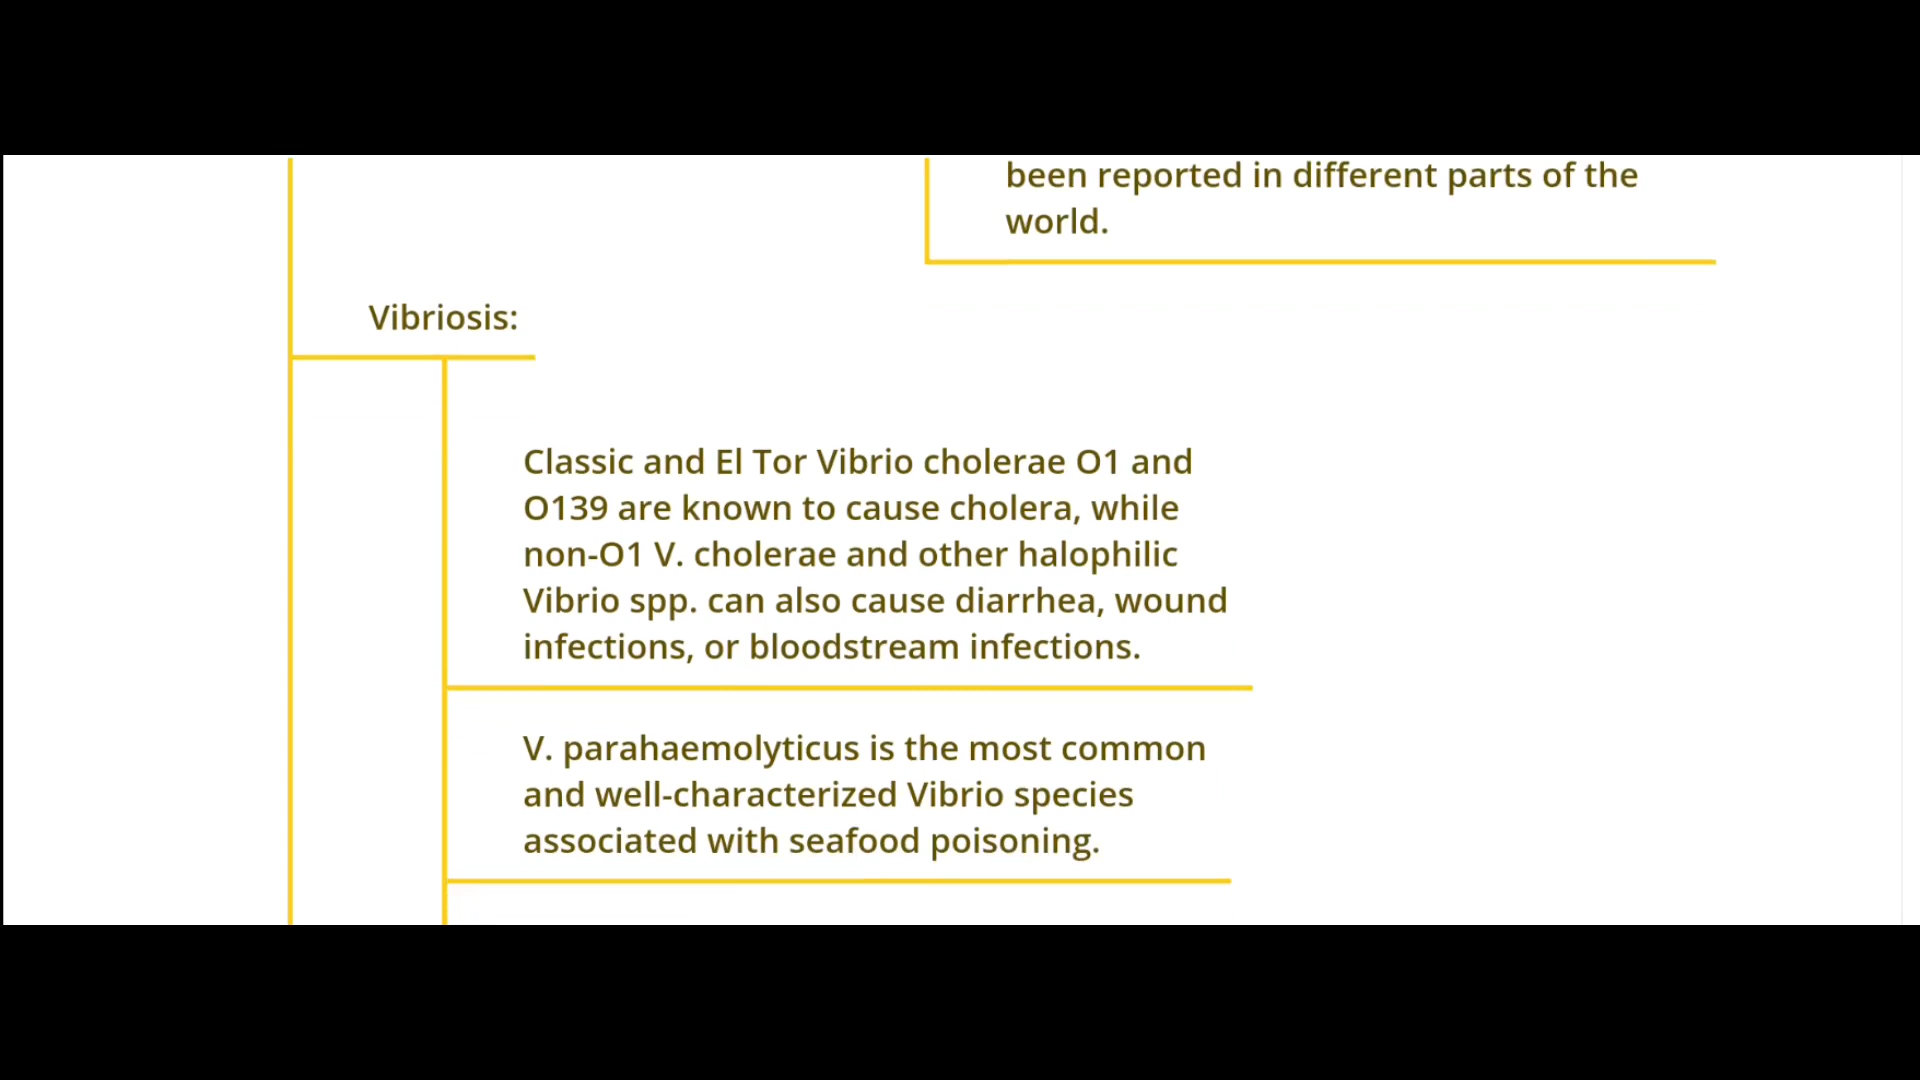 been reported in different parts of the
world.
Vibriosis:
Classic and El Tor Vibrio cholerae O1 and
O139 are known to cause cholera, while
non-O1 V. cholerae and other halophilic
Vibrio spp. can also cause diarrhea, wound
infections, or bloodstream infections.
V. parahaemolyticus is the most common
and well-characterized Vibrio species
associated with seafood poisoning.